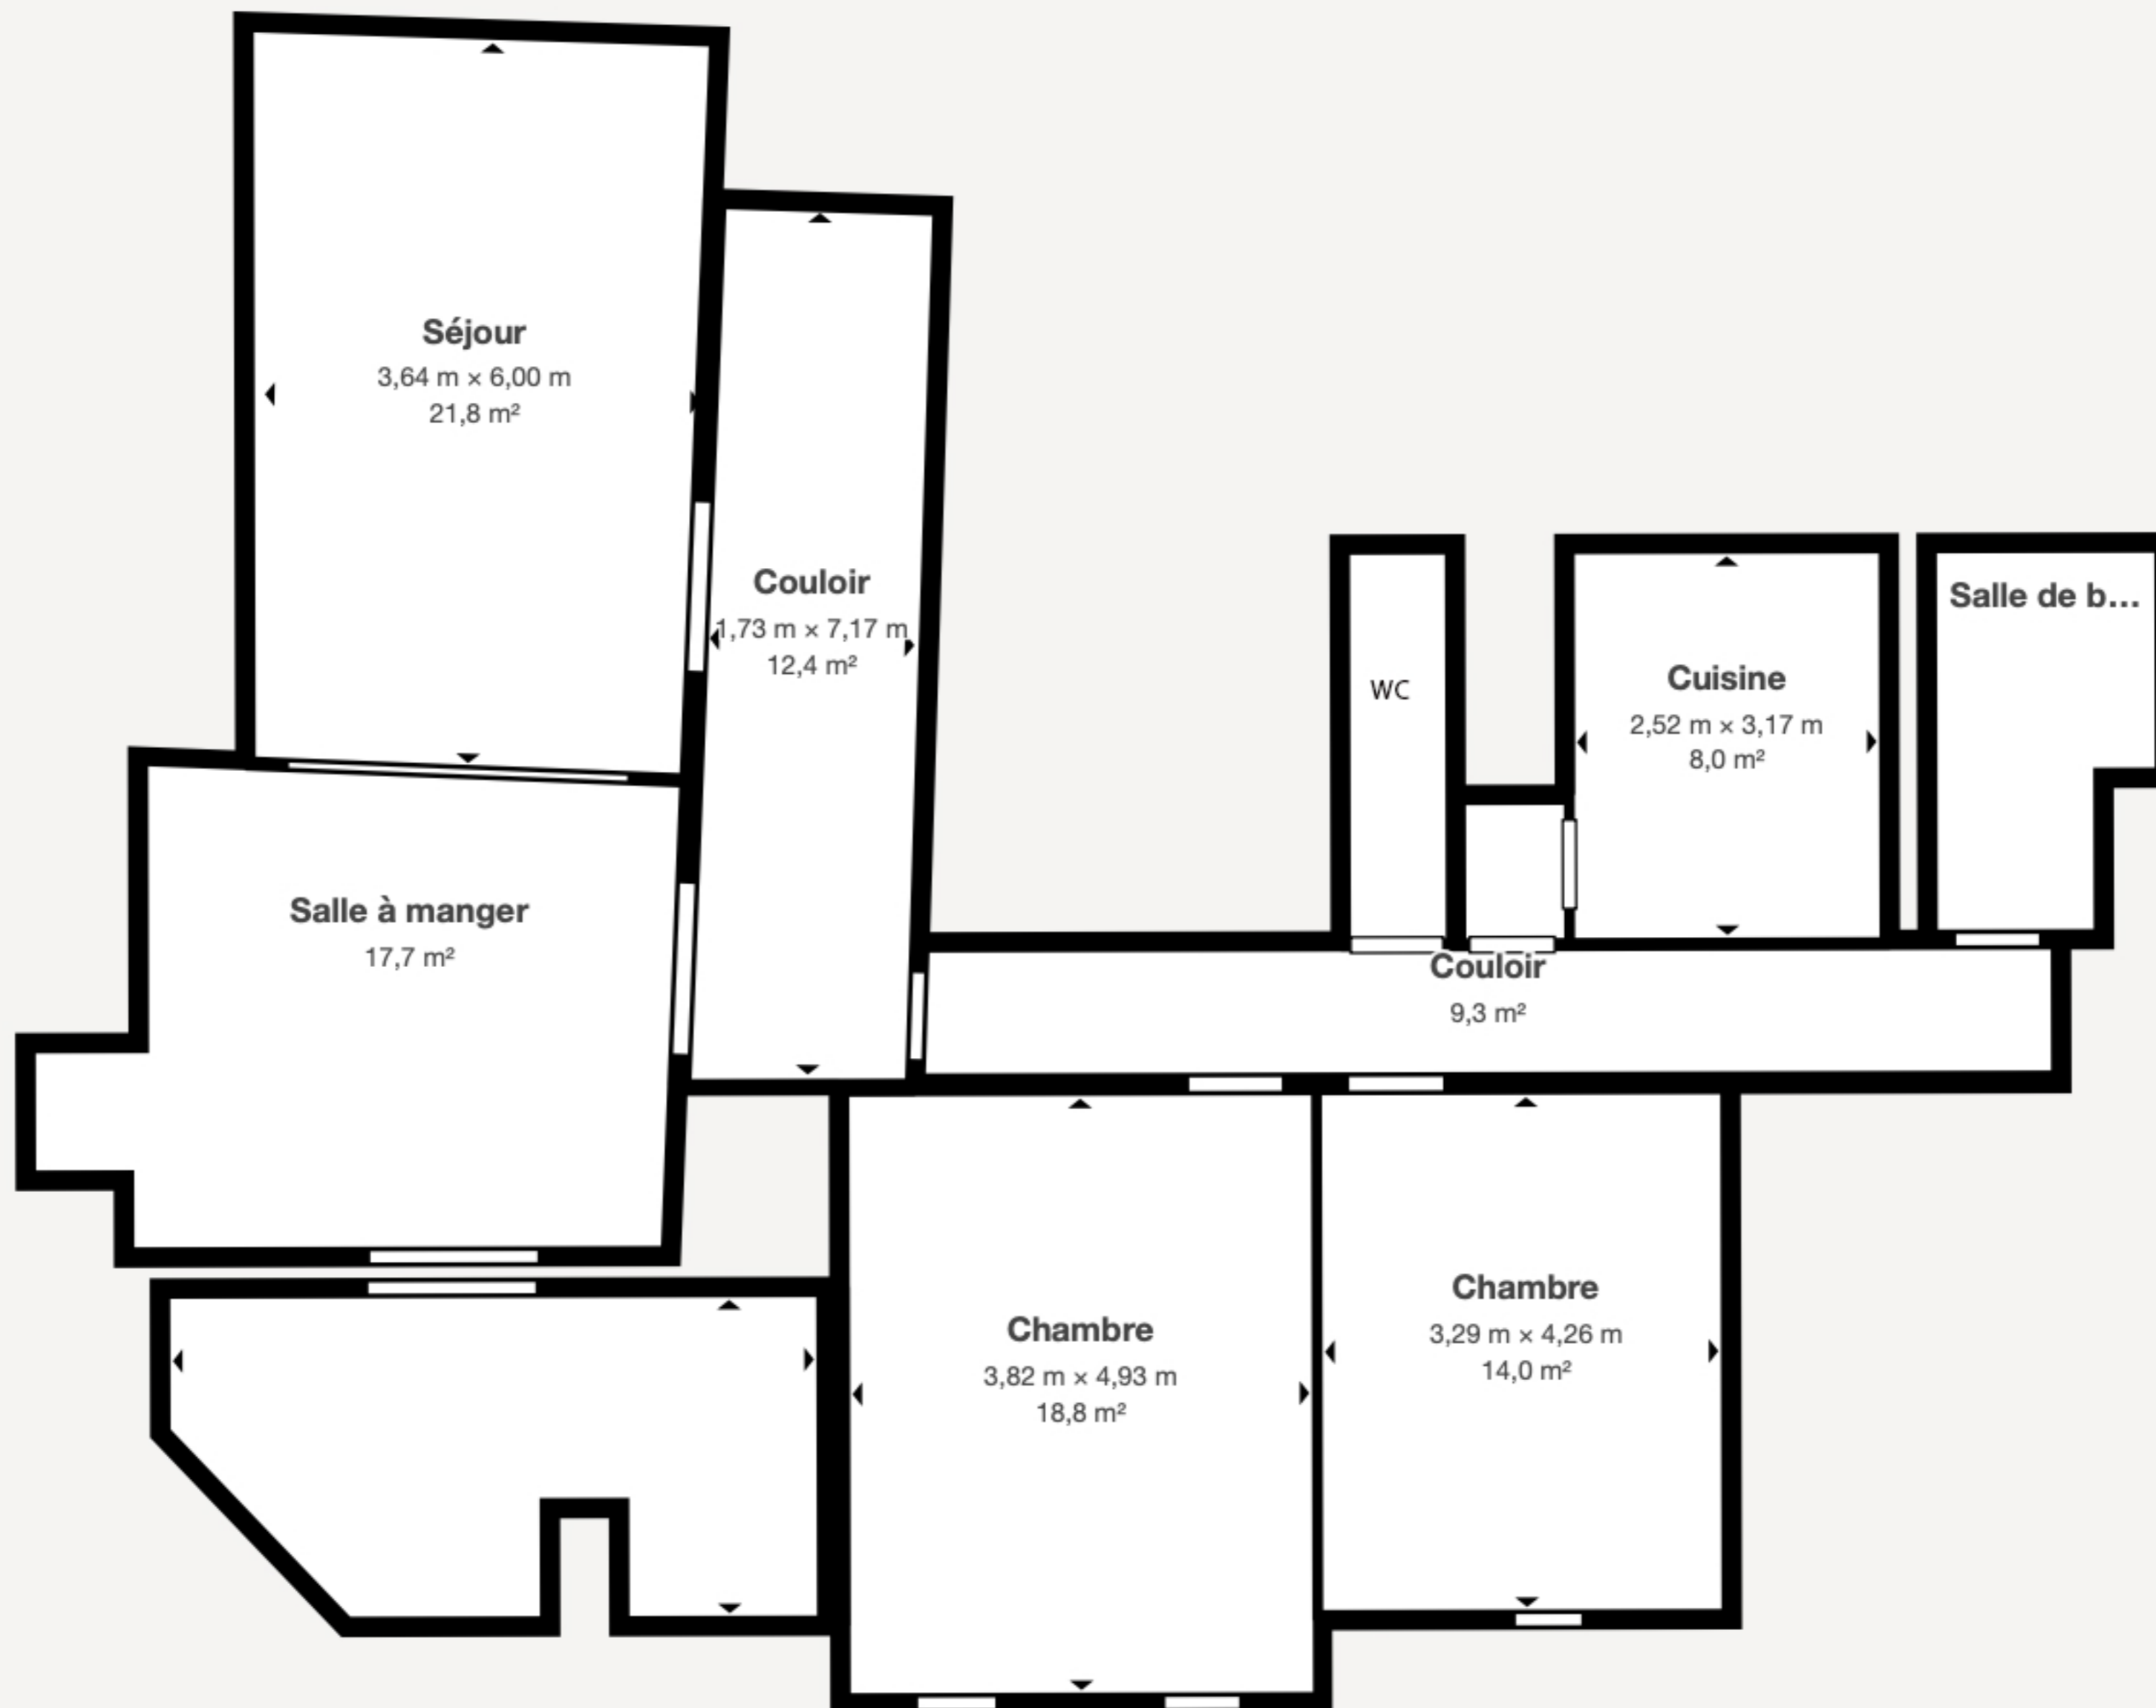 Séjour
3,64 m × 6,00 m
21,8 m²
Couloir
1,73 m × 7,17 m
12,4 m²
Salle de b...
WC
Cuisine
2,52 m × 3,17 m
8,0 m²
Salle à manger
17,7 m²
Couloir
9,3 m²
Chambre
3,82 m × 4,93 m
18,8 m²
Chambre
3,29 m × 4,26 m
14,0 m²